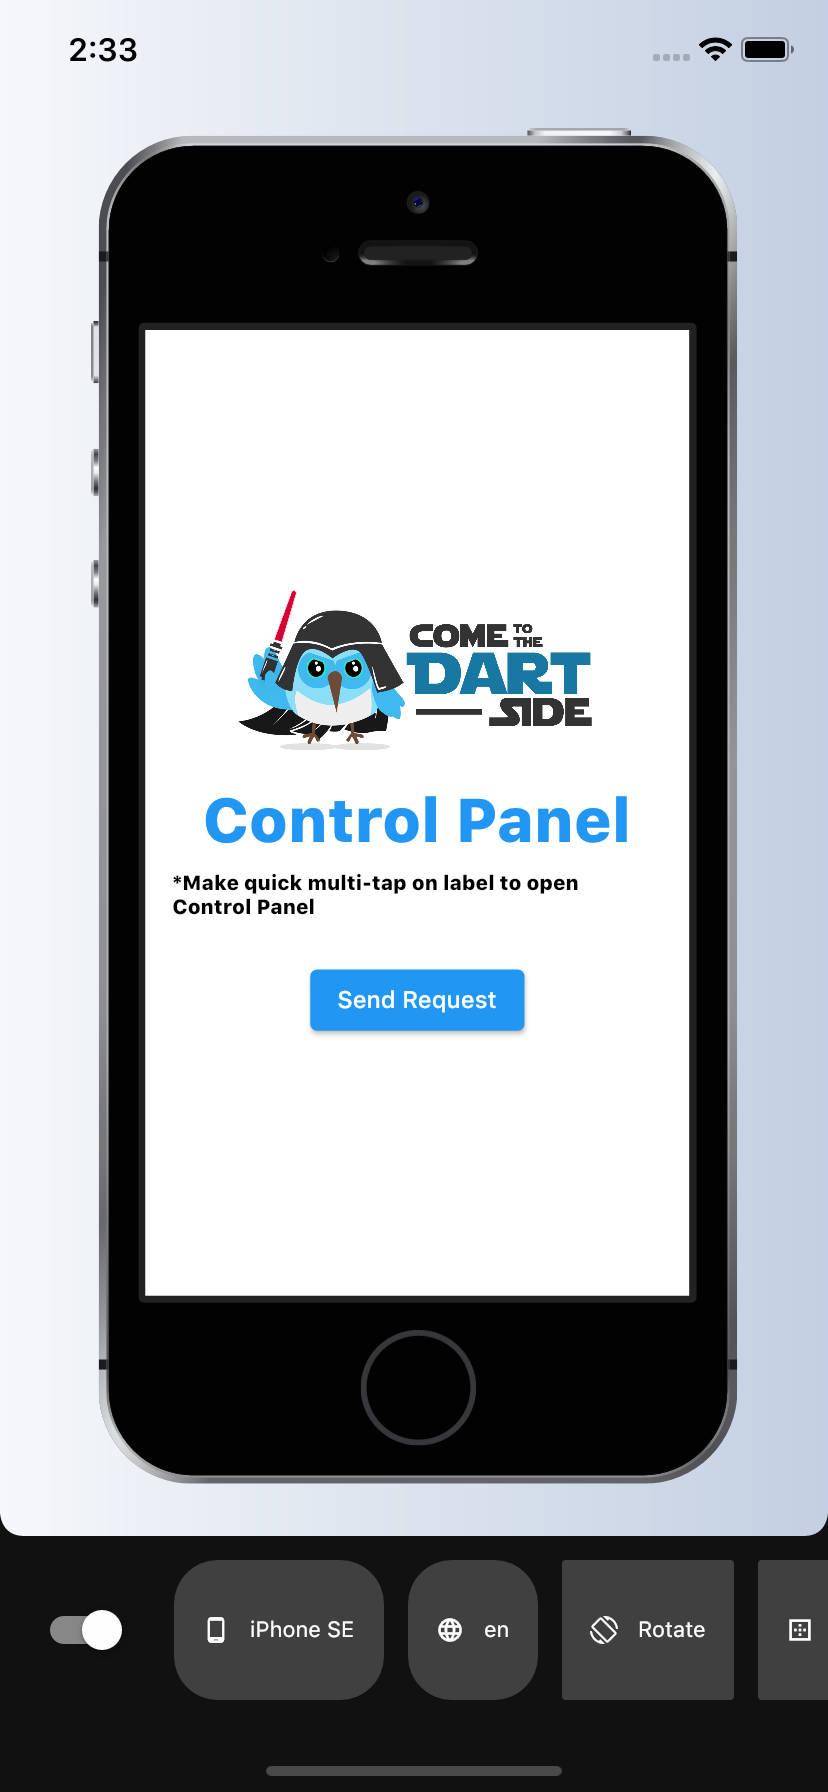 2:33
COME TO THE
DART
SIDE
Control Panel
*Make quick multi-tap on label to open
Control Panel
Send Request
iPhone SE
en
Rotate